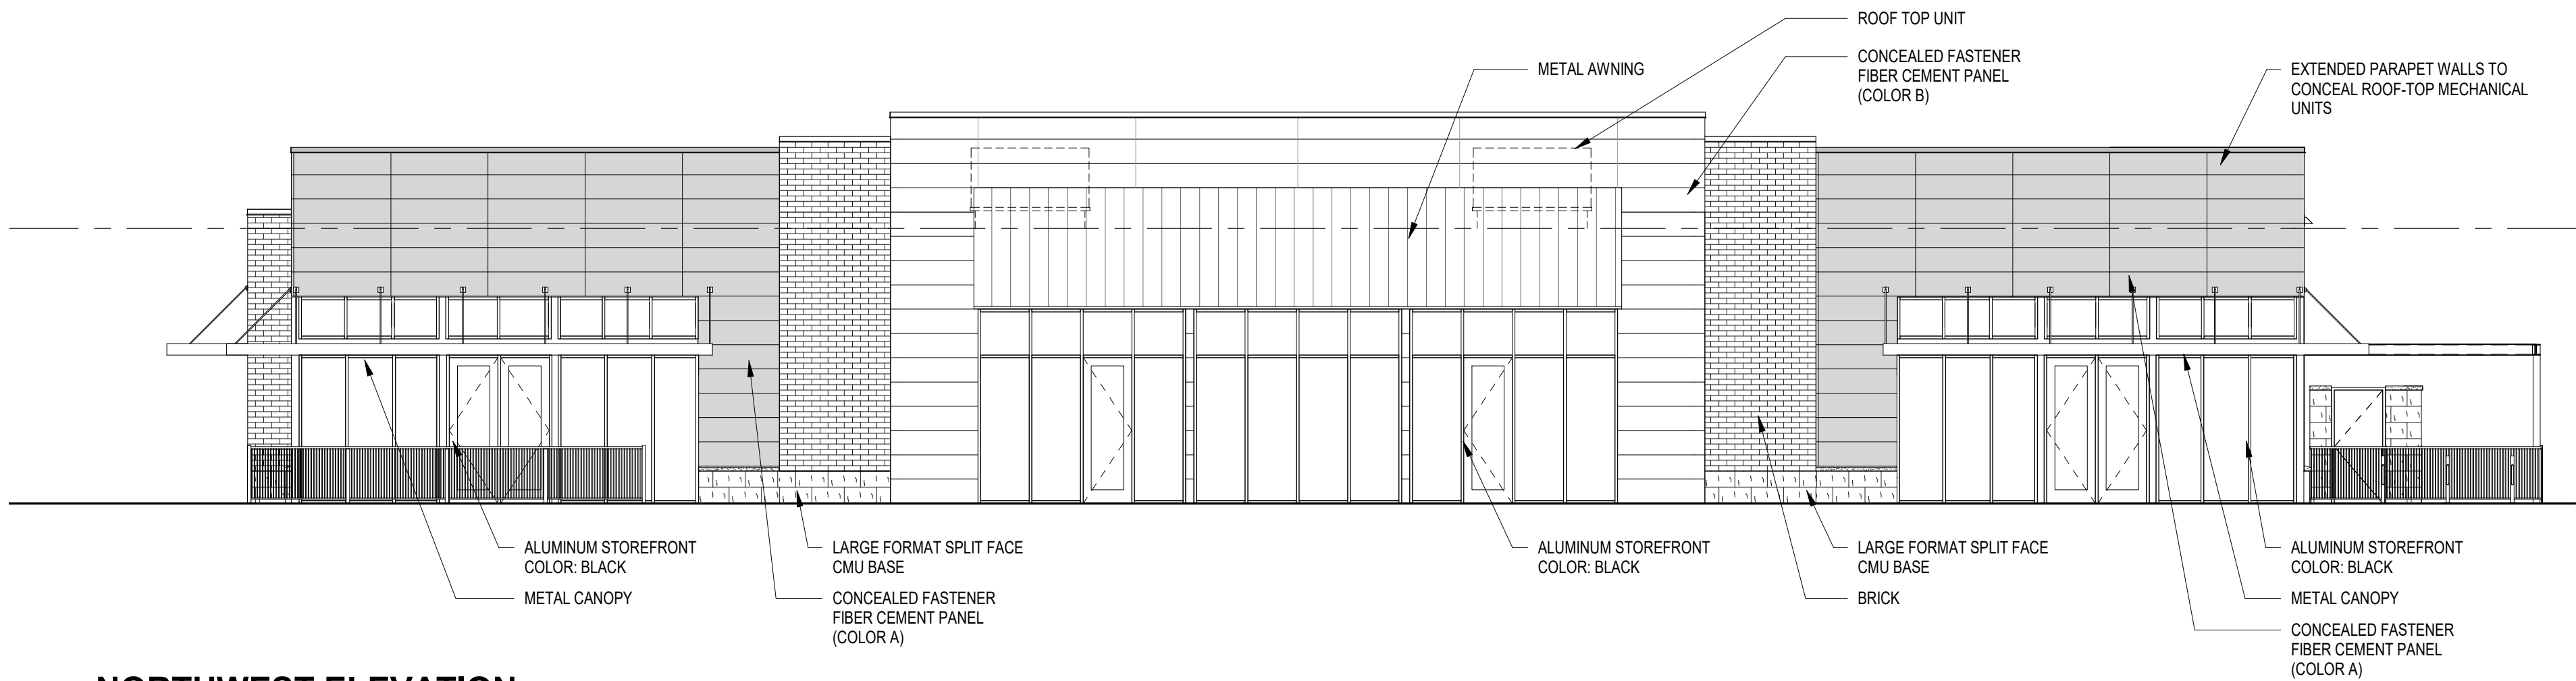 ROOF TOP UNIT
CONCEALED FASTENER
FIBER CEMENT PANEL
(COLOR B)
METAL AWNING
EXTENDED PARAPET WALLS TO
CONCEAL ROOF-TOP MECHANICAL
UNITS
ALUMINUM STOREFRONT
COLOR: BLACK
METAL CANOPY
LARGE FORMAT SPLIT FACE
CMU BASE
CONCEALED FASTENER
FIBER CEMENT PANEL
(COLOR A)
ALUMINUM STOREFRONT
COLOR: BLACK
LARGE FORMAT SPLIT FACE
CMU BASE
BRICK
ALUMINUM STOREFRONT
COLOR: BLACK
METAL CANOPY
CONCEALED FASTENER
FIBER CEMENT PANEL
(COLOR A)
NORTHWEST ELEVATION